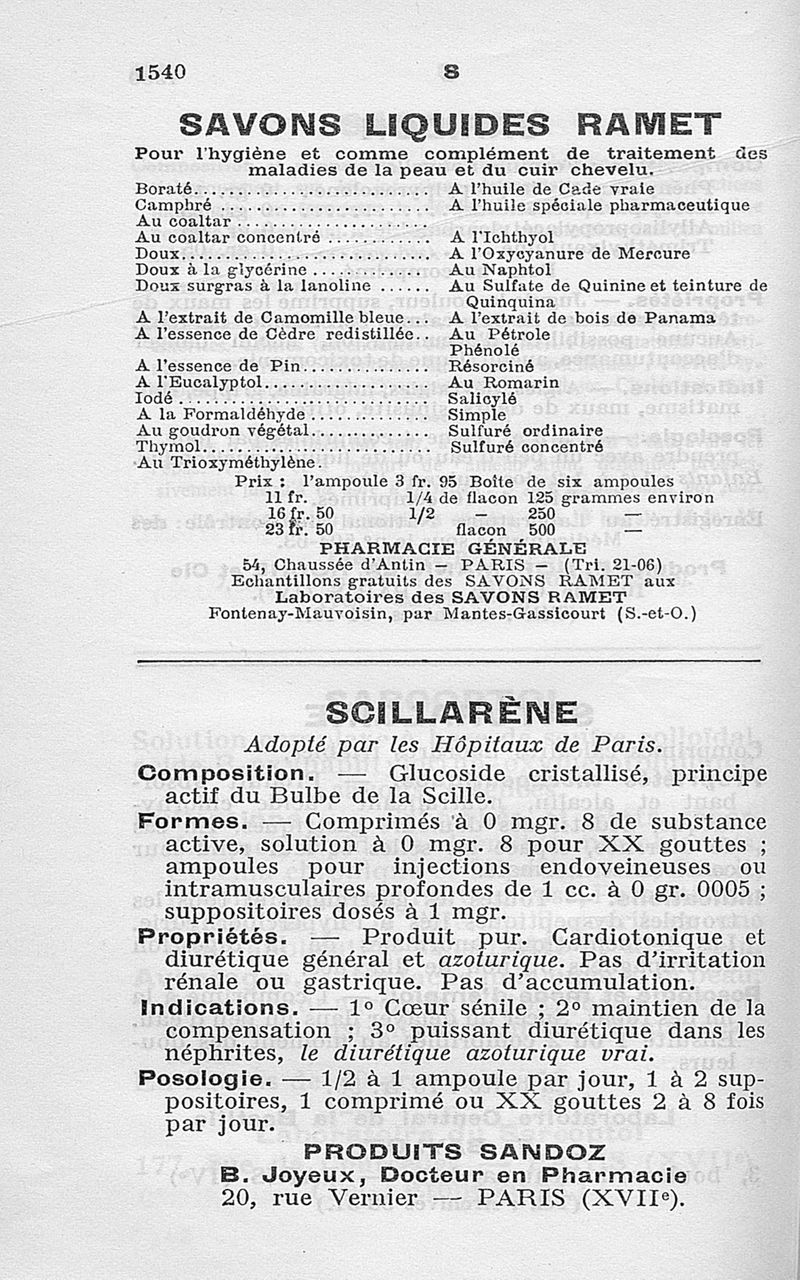 1540 S
SAVONS LIQUIDES RAMET
Pour l'hygiène et comme complément de traitement des
maladies de la peau et du cuir chevelu.
Boraté........................... A l'huile de Cade vraie
Camphré ........................ A l'huile spéciale pharmaceutique
Au coaltar ......................
Au coaltar concentré ............ A l'Ichthyol
Doux............................. A l'Oxycyanure de Mercure
Doux à la glycérine ............. Au Naphtol
Doux surgras à la lanoline ...... Au Sulfate de Quinine et teinture de
Quinquina
A l'extrait de Camomille bleue... A l'extrait de bois de Panama
A l'essence de Cèdre redistillée.. Au Pétrole
Phénolé
A l'essence de Pin............... Résorciné
A l'Eucalyptol................... Au Romarin
Iodé ............................ Salicylé
A la Formaldéhyde .............. Simple
Au goudron végétal.............. Sulfuré ordinaire
Thymol.......................... Sulfuré concentré
Au Trioxyméthylène.
Prix : l'ampoule 3 fr. 95 Boîte de six ampoules
11 fr. 1/4 de flacon 125 grammes environ
16 fr. 50 1/2 — 250 —
23 fr. 50 flacon 500 —
PHARMACIE GÉNÉRALE
54, Chaussée d'Antin — PARIS — (Tri. 21-06)
Echantillons gratuits des SAVONS RAMET aux
Laboratoires des SAVONS RAMET
Fontenay-Mauvoisin, par Mantes-Gassicourt (S.-et-O.)
SCILLARÈNE
Adopté par les Hôpitaux de Paris.
Composition. — Glucoside cristallisé, principe
actif du Bulbe de la Scille.
Formes. — Comprimés à 0 mgr. 8 de substance
active, solution à 0 mgr. 8 pour XX gouttes ;
ampoules pour injections endoveineuses ou
intramusculaires profondes de 1 cc. à 0 gr. 0005 ;
suppositoires dosés à 1 mgr.
Propriétés. — Produit pur. Cardiotonique et
diurétique général et azoturique. Pas d'irritation
rénale ou gastrique. Pas d'accumulation.
Indications. — 1º Cœur sénile ; 2º maintien de la
compensation ; 3º puissant diurétique dans les
néphrites, le diurétique azoturique vrai.
Posologie. — 1/2 à 1 ampoule par jour, 1 à 2 sup-
positoires, 1 comprimé ou XX gouttes 2 à 8 fois
par jour.
PRODUITS SANDOZ
B. Joyeux, Docteur en Pharmacie
20, rue Vernier — PARIS (XVIIe).